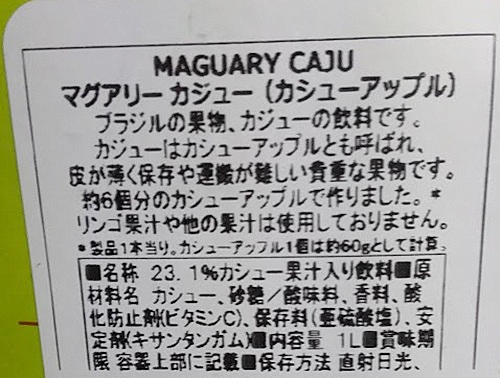 MAGUARY CAJU
マグアリー カジュー（カシューアップル）
ブラジルの果物、カジューの飲料です。
カジューはカシューアップルとも呼ばれ、
皮が薄く保存や運搬が難しい貴重な果物です。
約6個分のカシューアップルで作りました。*
リンゴ果汁や他の果汁は使用しておりません。
*製品1本当り。カシューアップル1個は約60gとして計算。
■名称 23.1%カシュー果汁入り飲料■原
材料名 カシュー、砂糖／酸味料、香料、酸
化防止剤(ビタミンC)、保存料(亜硫酸塩)、安
定剤(キサンタンガム)■内容量 1L■賞味期
限 容器上部に記載■保存方法 直射日光、